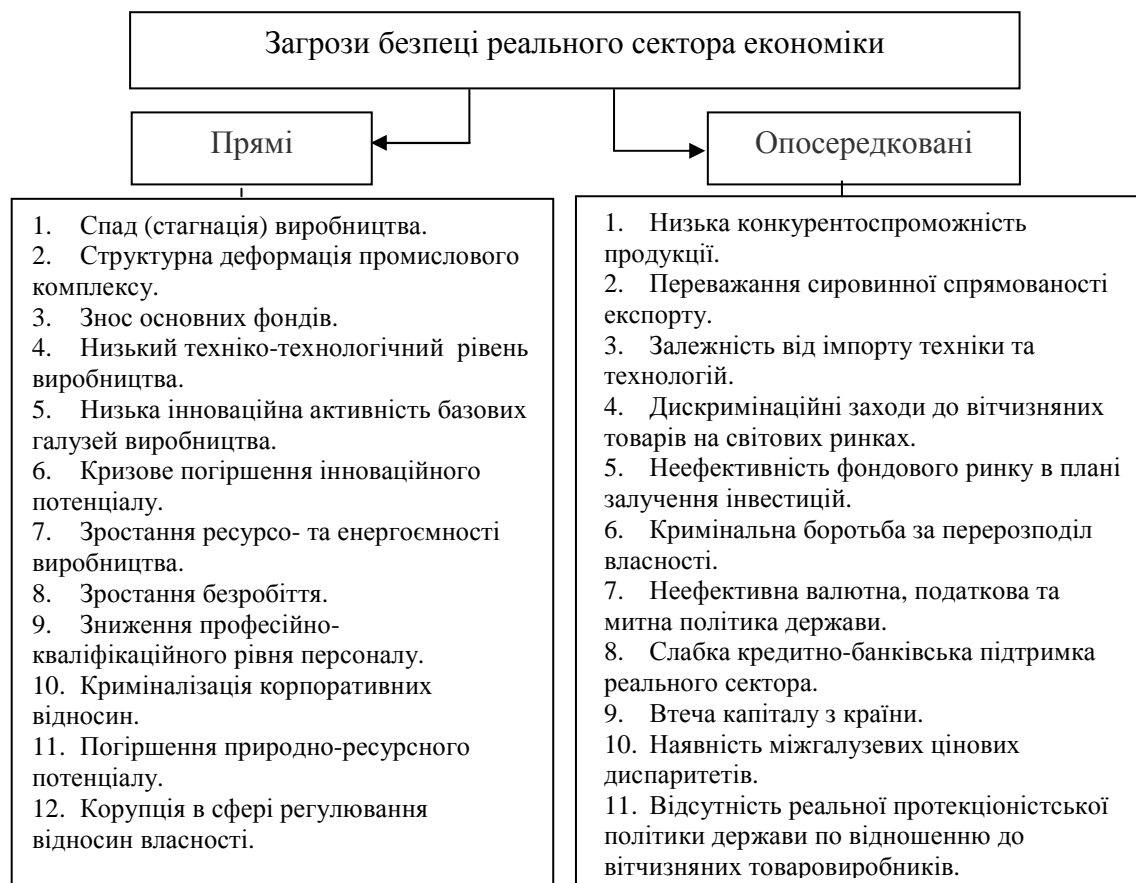 Загрози безпеці реального сектора економіки
Прямі
Опосередковані
1. Спад (стагнація) виробництва.
2. Структурна деформація промислового
комплексу.
3. Знос основних фондів.
4. Низький техніко-технологічний рівень
виробництва.
5. Низька інноваційна активність базових
галузей виробництва.
6. Кризове погіршення інноваційного
потенціалу.
7. Зростання ресурсо- та енергоємності
виробництва.
8. Зростання безробіття.
9. Зниження професійно-
кваліфікаційного рівня персоналу.
10. Криміналізація корпоративних
відносин.
11. Погіршення природно-ресурсного
потенціалу.
12. Корупція в сфері регулювання
відносин власності.
1. Низька конкурентоспроможність
продукції.
2. Переважання сировинної спрямованості
експорту.
3. Залежність від імпорту техніки та
технологій.
4. Дискримінаційні заходи до вітчизняних
товарів на світових ринках.
5. Неефективність фондового ринку в плані
залучення інвестицій.
6. Кримінальна боротьба за перерозподіл
власності.
7. Неефективна валютна, податкова та
митна політика держави.
8. Слабка кредитно-банківська підтримка
реального сектора.
9. Втеча капіталу з країни.
10. Наявність міжгалузевих цінових
диспаритетів.
11. Відсутність реальної протекціоністської
політики держави по відношенню до
вітчизняних товаровиробників.